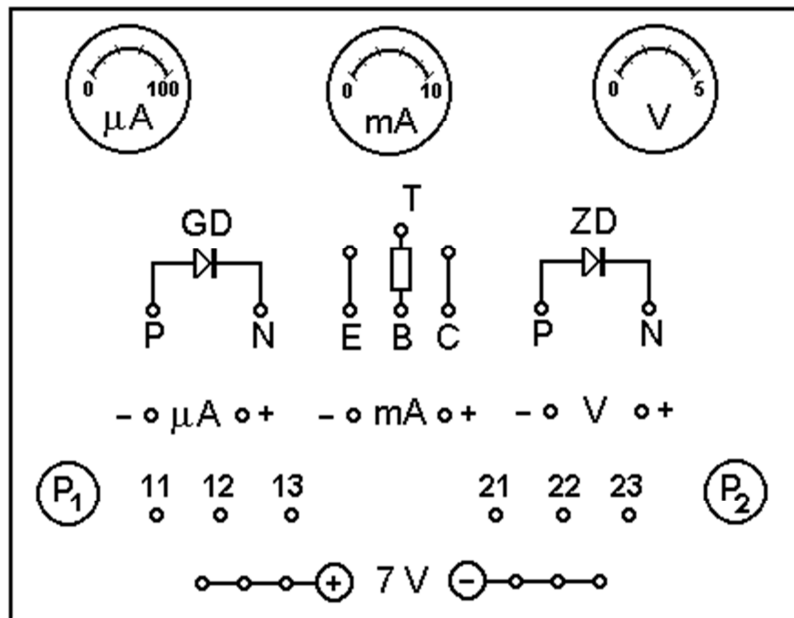 0 100 0 10 0 5
μA mA V
T
GD ZD
P N E B C P N
- μA + - mA + - V +
P1 11 12 13 21 22 23 P2
+ 7 V -